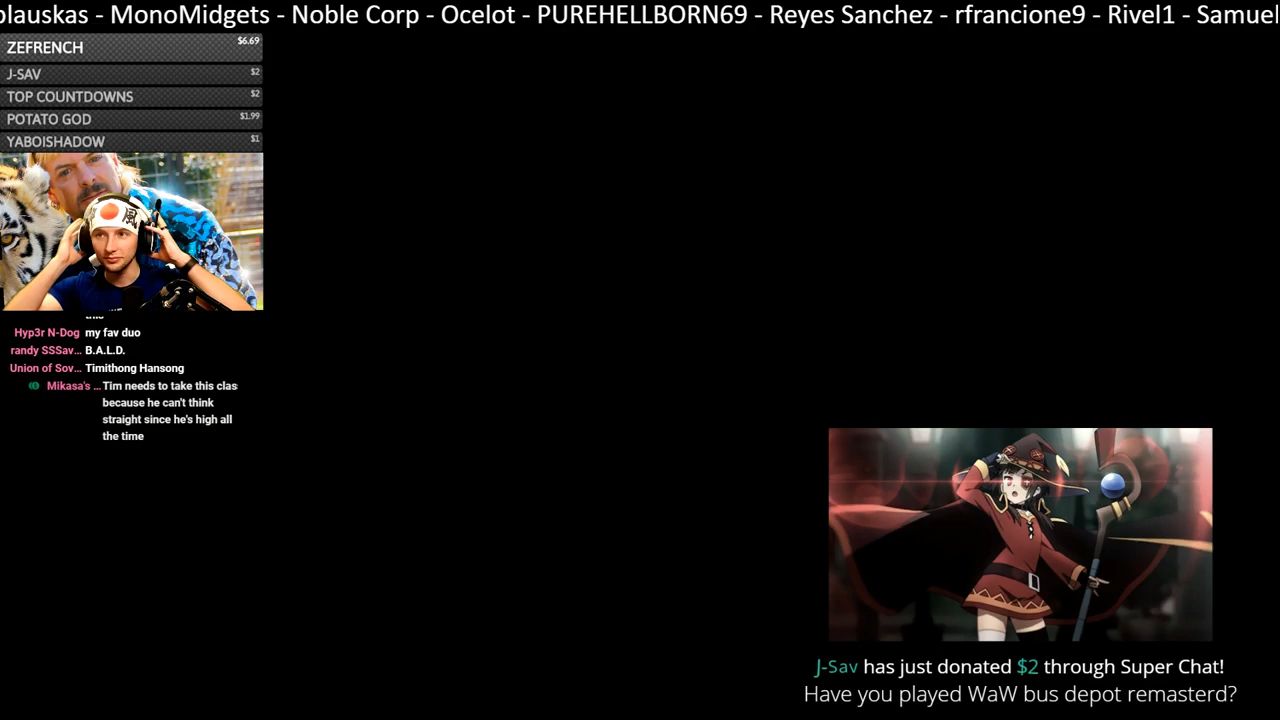 plauskas - MonoMidgets - Noble Corp - Ocelot - PUREHELLBORN69 - Reyes Sanchez - rfrancione9 - Rivel1 - Samuel
ZEFRENCH $6.69
J-SAV $2
TOP COUNTDOWNS $2
POTATO GOD $1.99
YABOISHADOW $1
風
this
Hyp3r N-Dog my fav duo
randy SSSav... B.A.L.D.
Union of Sov... Timithong Hansong
Mikasa's ... Tim needs to take this clas
because he can't think
straight since he's high all
the time
J-Sav has just donated $2 through Super Chat!
Have you played WaW bus depot remasterd?